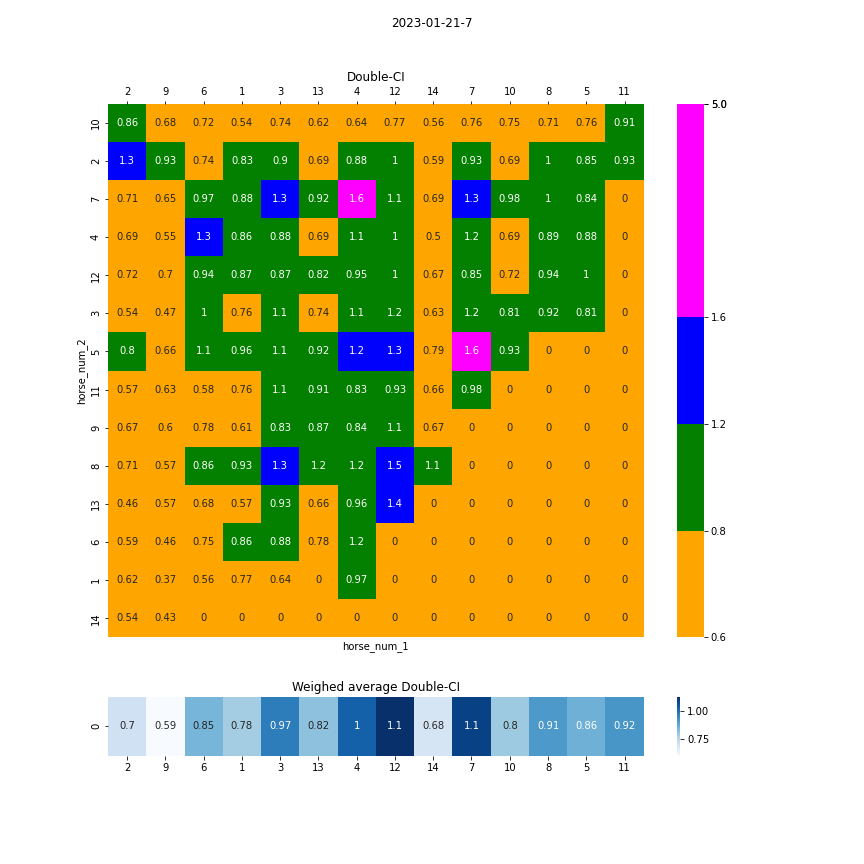 2023-01-21-7
Double-CI
2 9 6 1 3 13 4 12 14 7 10 8 5 11
10 0.86 0.68 0.72 0.54 0.74 0.62 0.64 0.77 0.56 0.76 0.75 0.71 0.76 0.91
2 1.3 0.93 0.74 0.83 0.9 0.69 0.88 1 0.59 0.93 0.69 1 0.85 0.93
7 0.71 0.65 0.97 0.88 1.3 0.92 1.6 1.1 0.69 1.3 0.98 1 0.84 0
4 0.69 0.55 1.3 0.86 0.88 0.69 1.1 1 0.5 1.2 0.69 0.89 0.88 0
12 0.72 0.7 0.94 0.87 0.87 0.82 0.95 1 0.67 0.85 0.72 0.94 1 0
3 0.54 0.47 1 0.76 1.1 0.74 1.1 1.2 0.63 1.2 0.81 0.92 0.81 0
5 0.8 0.66 1.1 0.96 1.1 0.92 1.2 1.3 0.79 1.6 0.93 0 0 0
11 0.57 0.63 0.58 0.76 1.1 0.91 0.83 0.93 0.66 0.98 0 0 0 0
9 0.67 0.6 0.78 0.61 0.83 0.87 0.84 1.1 0.67 0 0 0 0 0
8 0.71 0.57 0.86 0.93 1.3 1.2 1.2 1.5 1.1 0 0 0 0 0
13 0.46 0.57 0.68 0.57 0.93 0.66 0.96 1.4 0 0 0 0 0 0
6 0.59 0.46 0.75 0.86 0.88 0.78 1.2 0 0 0 0 0 0 0
1 0.62 0.37 0.56 0.77 0.64 0 0.97 0 0 0 0 0 0 0
14 0.54 0.43 0 0 0 0 0 0 0 0 0 0 0 0
horse_num_2
horse_num_1
5.0
1.6
1.2
0.8
0.6
Weighed average Double-CI
0 0.7 0.59 0.85 0.78 0.97 0.82 1 1.1 0.68 1.1 0.8 0.91 0.86 0.92
2 9 6 1 3 13 4 12 14 7 10 8 5 11
1.00
0.75